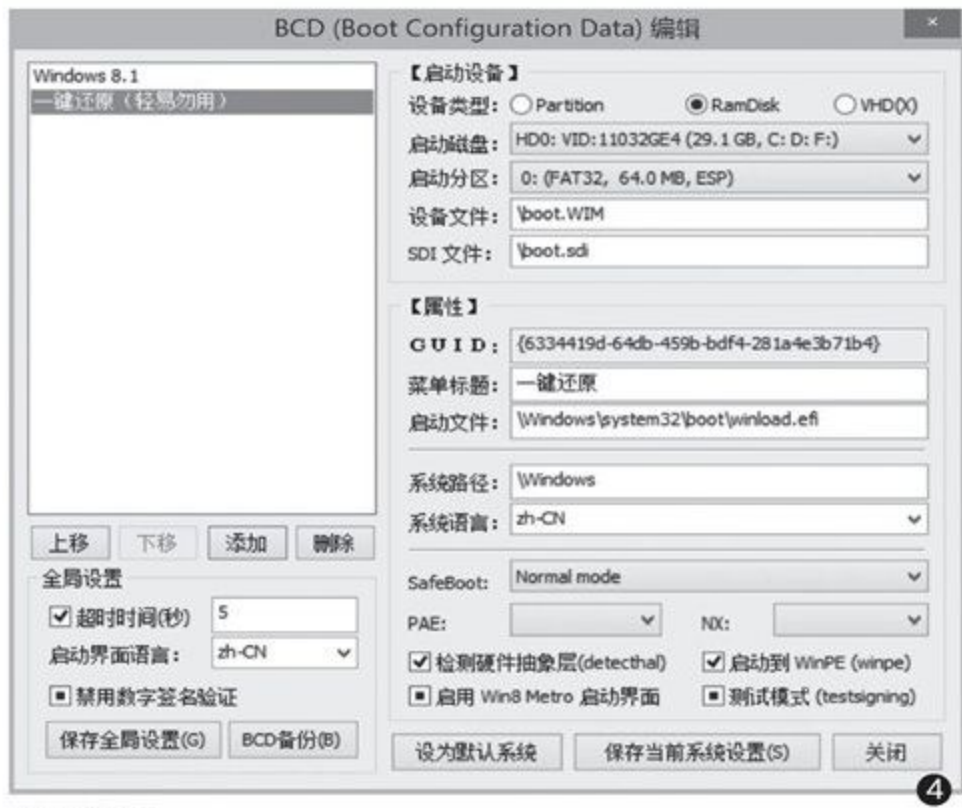 BCD (Boot Configuration Data) 编辑
Windows 8.1
一键还原（轻易勿用）
上移 下移 添加 删除
全局设置
超时时间(秒) 5
启动界面语言： zh-CN
禁用数字签名验证
保存全局设置(G) BCD备份(B)
【启动设备】
设备类型： Partition RamDisk VHD(X)
启动磁盘： HD0: VID:11032GE4 (29.1 GB, C: D: F:)
启动分区： 0: (FAT32, 64.0 MB, ESP)
设备文件： \boot.WIM
SDI 文件： \boot.sdi
【属性】
GUID： {6334419d-64db-459b-bdf4-281a4e3b71b4}
菜单标题： 一键还原
启动文件： \Windows\system32\boot\winload.efi
系统路径： \Windows
系统语言： zh-CN
SafeBoot: Normal mode
PAE: NX:
检测硬件抽象层(detecthal) 启动到 WinPE (winpe)
启用 Win8 Metro 启动界面 测试模式 (testsigning)
设为默认系统 保存当前系统设置(S) 关闭
4